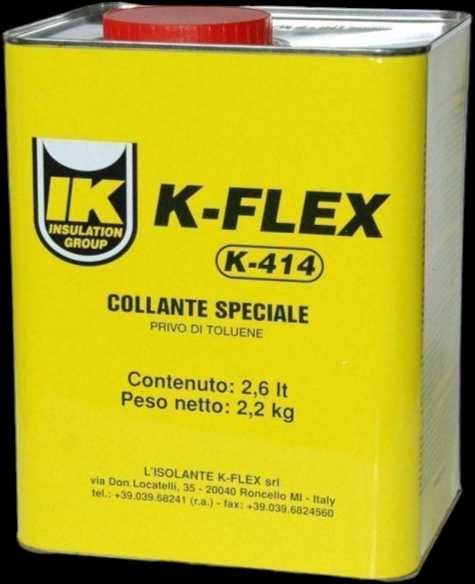 IK
INSULATION
GROUP
K-FLEX
K-414
COLLANTE SPECIALE
PRIVO DI TOLUENE
Contenuto: 2,6 lt
Peso netto: 2,2 kg
L'ISOLANTE K-FLEX srl
via Don Locatelli, 35 - 20040 Roncello MI - Italy
tel.: +39.039.68241 (r.a.) - fax: +39.039.6824560